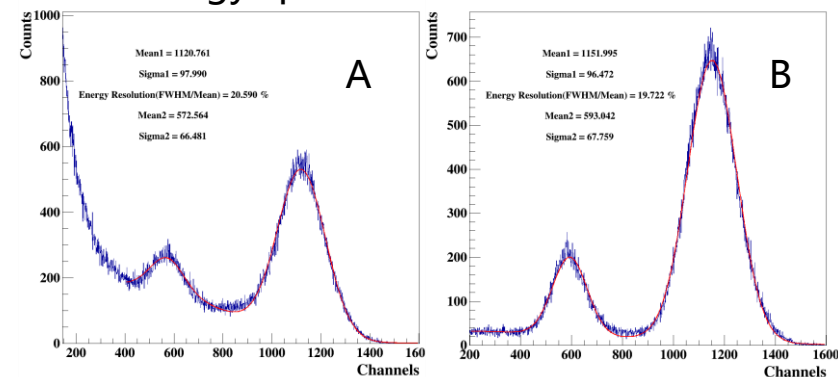 1000
800
600
400
200
0
Counts
Mean1 = 1120.761
Sigma1 = 97.990
Energy Resolution(FWHM/Mean) = 20.590 %
Mean2 = 572.564
Sigma2 = 66.481
A
200 400 600 800 1000 1200 1400 160
Channels
700
600
500
400
300
200
100
0
Counts
Mean1 = 1151.995
Sigma1 = 96.472
Energy Resolution(FWHM/Mean) = 19.722 %
Mean2 = 593.042
Sigma2 = 67.759
B
200 400 600 800 1000 1200 1400 1600
Channels